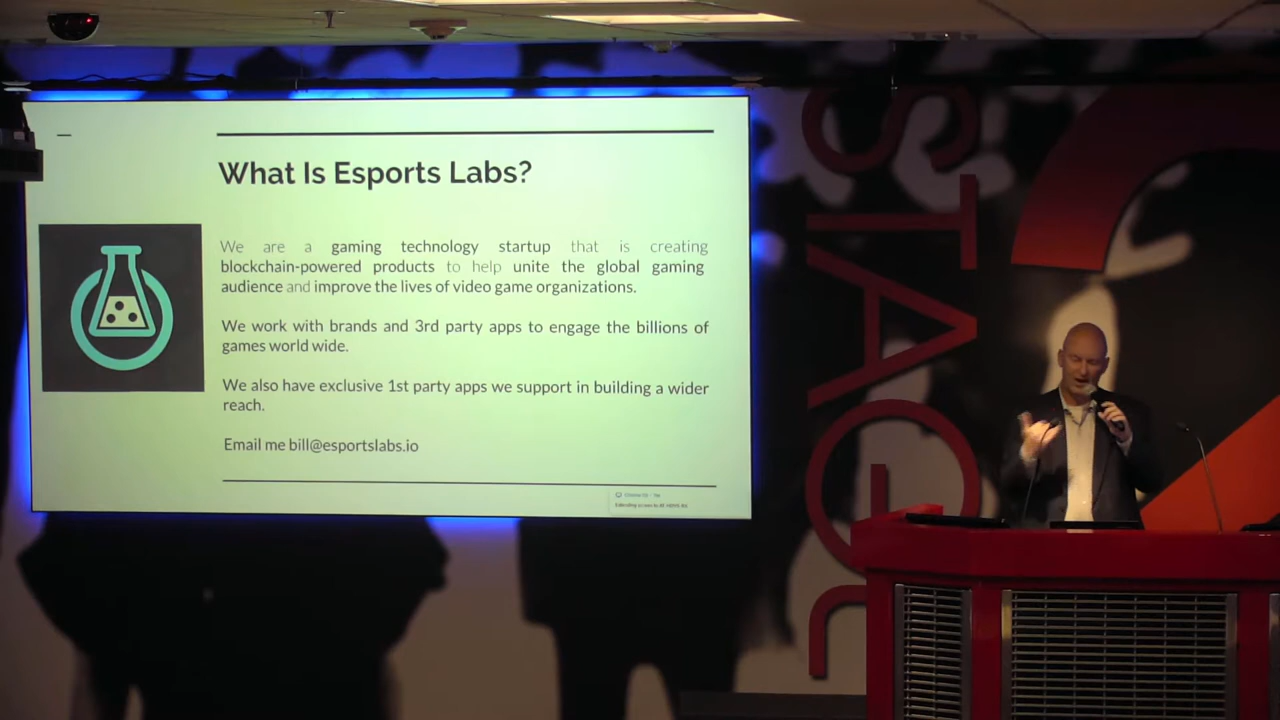 What Is Esports Labs?
We are a gaming technology startup that is creating
blockchain-powered products to help unite the global gaming
audience and improve the lives of video game organizations.
We work with brands and 3rd party apps to engage the billions of
games world wide.
We also have exclusive 1st party apps we support in building a wider
reach.
Email me bill@esportslabs.io
STAGE